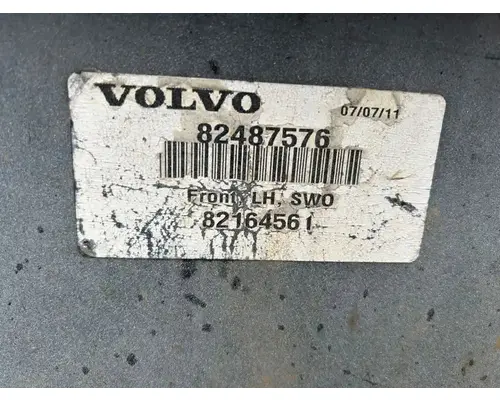 VOLVO
07/07/11
82487576
Front, LH, SWO
82164561